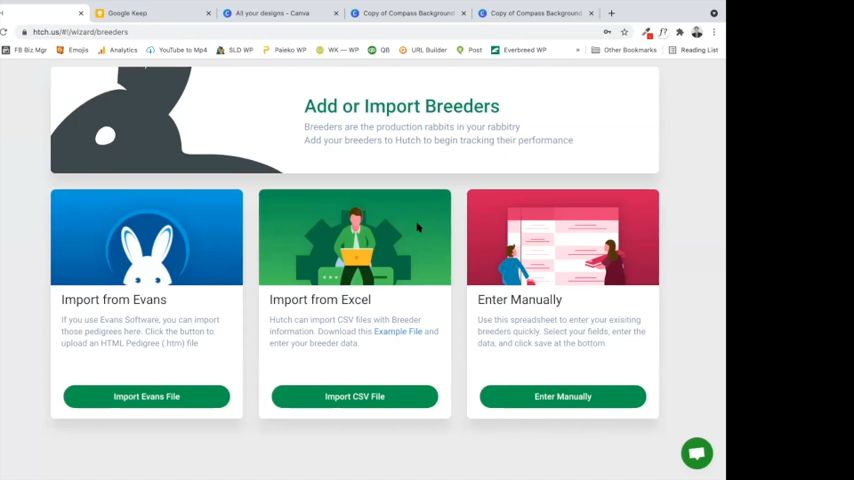 Google Keep
All your designs - Canva
Copy of Compass Background
Copy of Compass Background
htch.us/#!/wizard/breeders
FB Biz Mgr
Emojis
Analytics
YouTube to Mp4
SLD WP
Paleko WP
WK — WP
QB
URL Builder
Post
Everbreed WP
»
Other Bookmarks
Reading List
Add or Import Breeders
Breeders are the production rabbits in your rabbitry
Add your breeders to Hutch to begin tracking their performance
Import from Evans
If you use Evans Software, you can import
those pedigrees here. Click the button to
upload an HTML Pedigree (.htm) file
Import Evans File
Import from Excel
Hutch can import CSV files with Breeder
information. Download this Example File and
enter your breeder data.
Import CSV File
Enter Manually
Use this spreadsheet to enter your exisiting
breeders quickly. Select your fields, enter the
data, and click save at the bottom.
Enter Manually